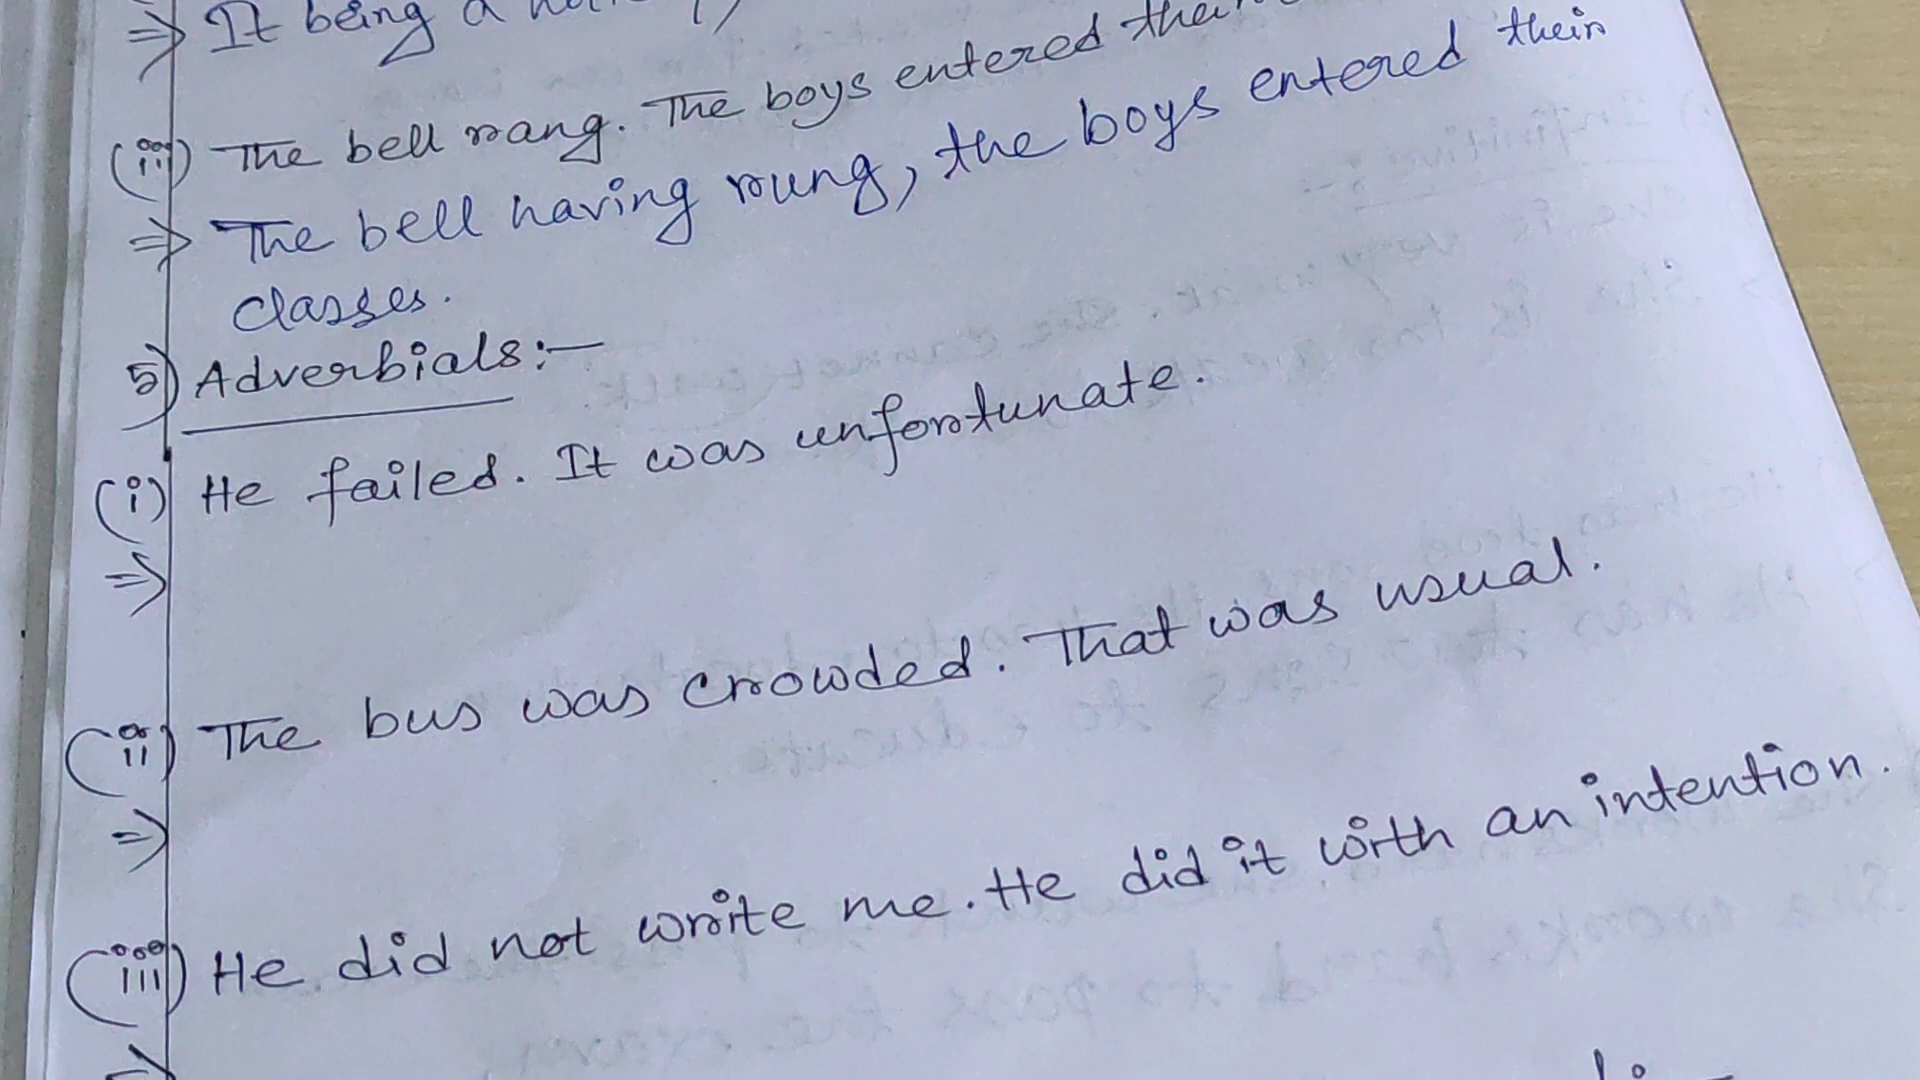 ⇒ It being a
(iii) The bell rang. The boys entered their
⇒ The bell having rung, the boys entered their
classes.
5) Adverbials:—
(i) He failed. It was unfortunate.
⇒
(ii) The bus was crowded. That was usual.
⇒
(iii) He did not write me. He did it with an intention.
⇒